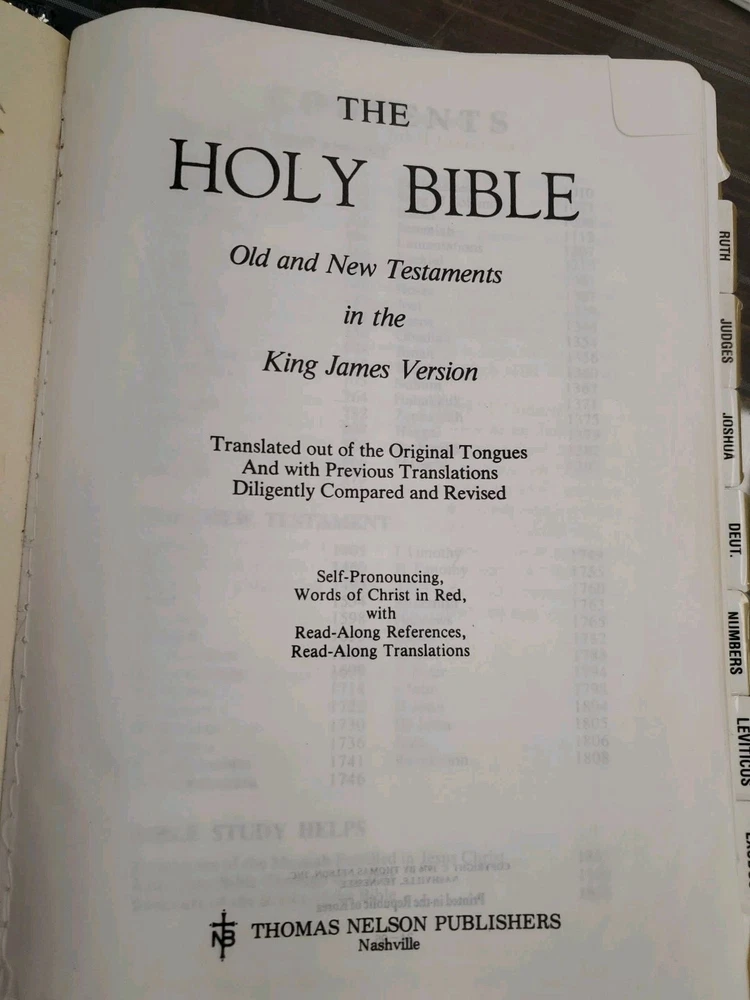 THE
HOLY BIBLE
Old and New Testaments
in the
King James Version
Translated out of the Original Tongues
And with Previous Translations
Diligently Compared and Revised
Self-Pronouncing,
Words of Christ in Red,
with
Read-Along References,
Read-Along Translations
NB THOMAS NELSON PUBLISHERS
Nashville
RUTH
JUDGES
JOSHUA
DEUT.
NUMBERS
LEVITICUS